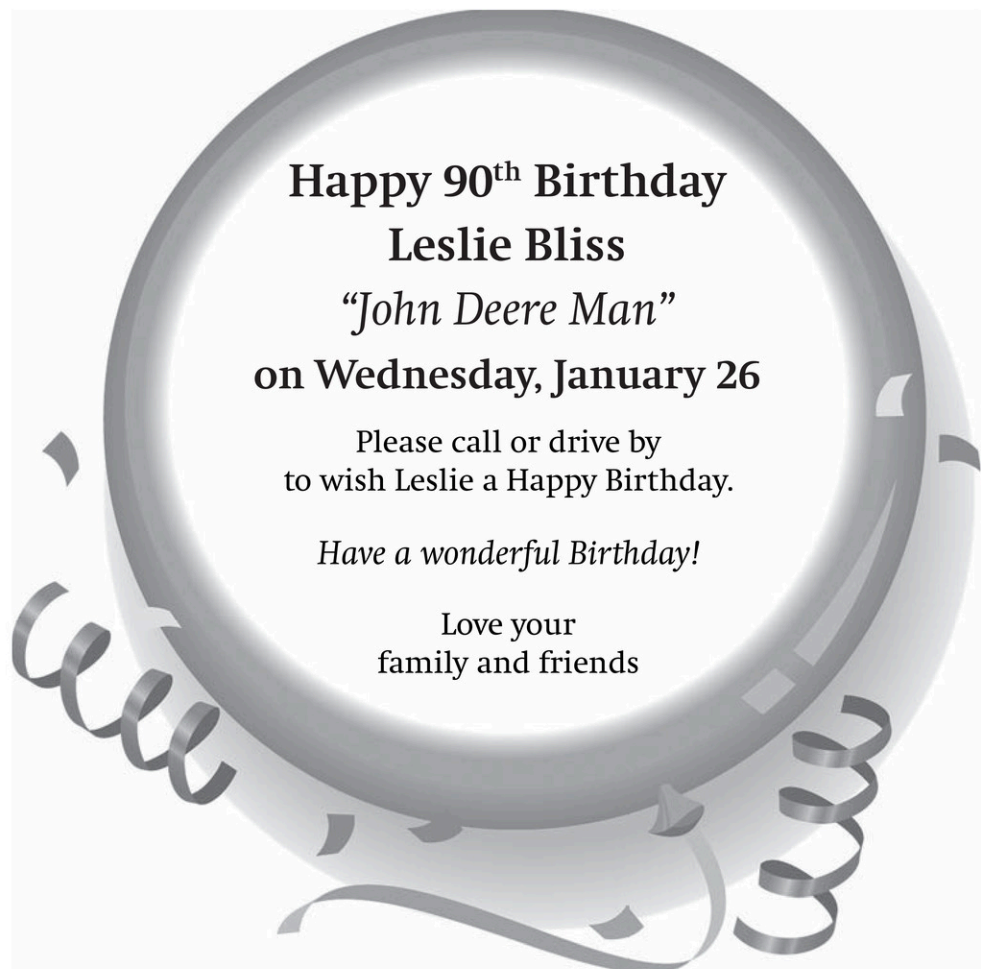 Happy 90th Birthday
Leslie Bliss
“John Deere Man”
on Wednesday, January 26
Please call or drive by
to wish Leslie a Happy Birthday.
Have a wonderful Birthday!
Love your
family and friends